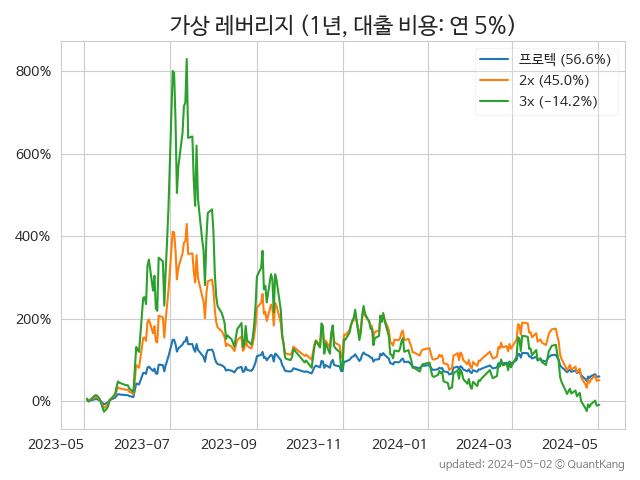 가상 레버리지 (1년, 대출 비용: 연 5%)
프로텍 (56.6%)
2x (45.0%)
3x (−14.2%)
800%
600%
400%
200%
0%
2023-05 2023-07 2023-09 2023-11 2024-01 2024-03 2024-05
updated: 2024-05-02 © QuantKang